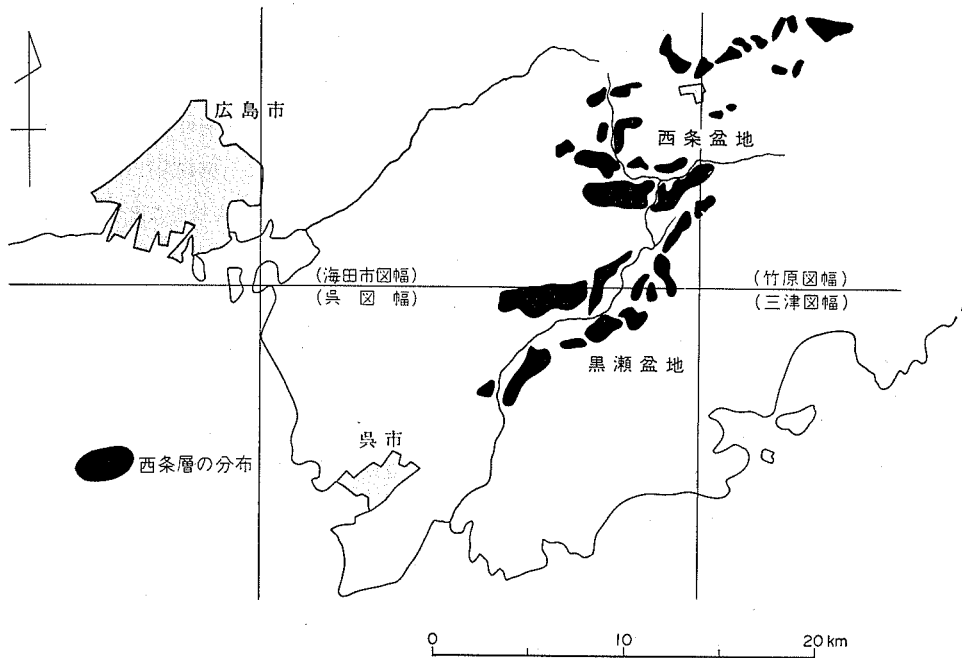 広島市
西条盆地
(海田市図幅)
(呉図幅)
(竹原図幅)
(三津図幅)
黒瀬盆地
呉市
西条層の分布
0 10 20 km